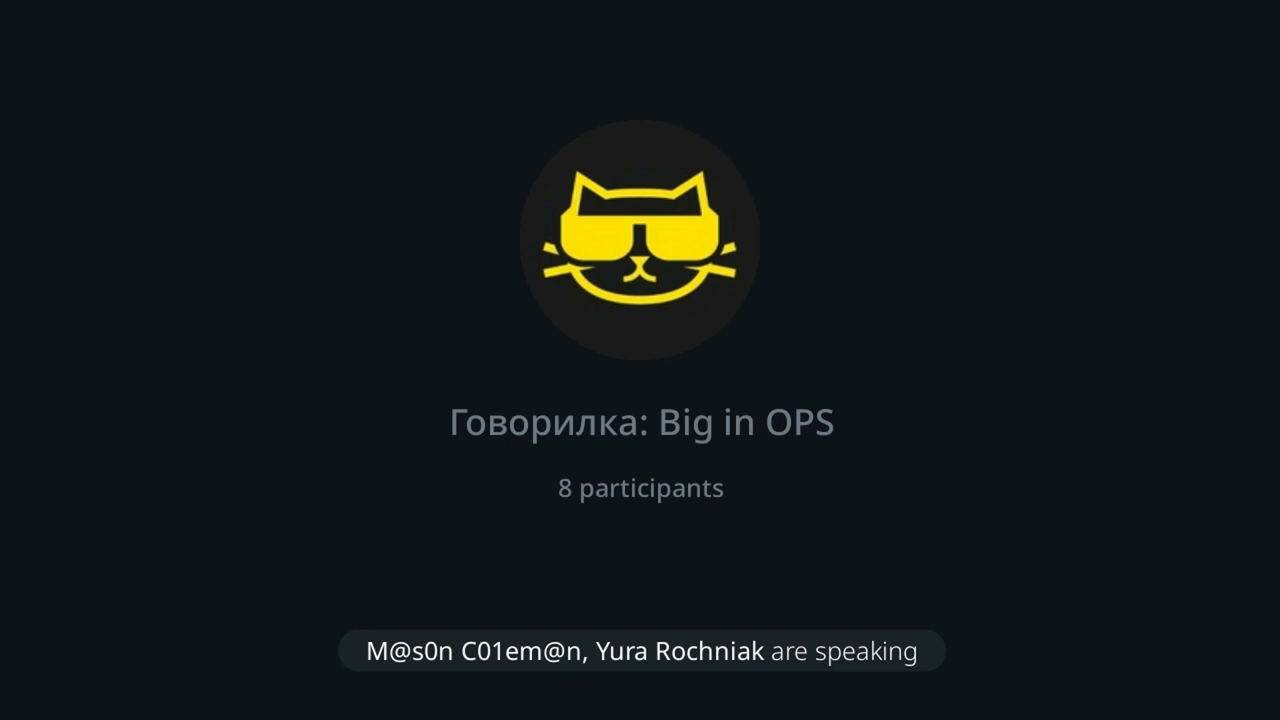 Говорилка: Big in OPS
8 participants
M@s0n C01em@n, Yura Rochniak are speaking